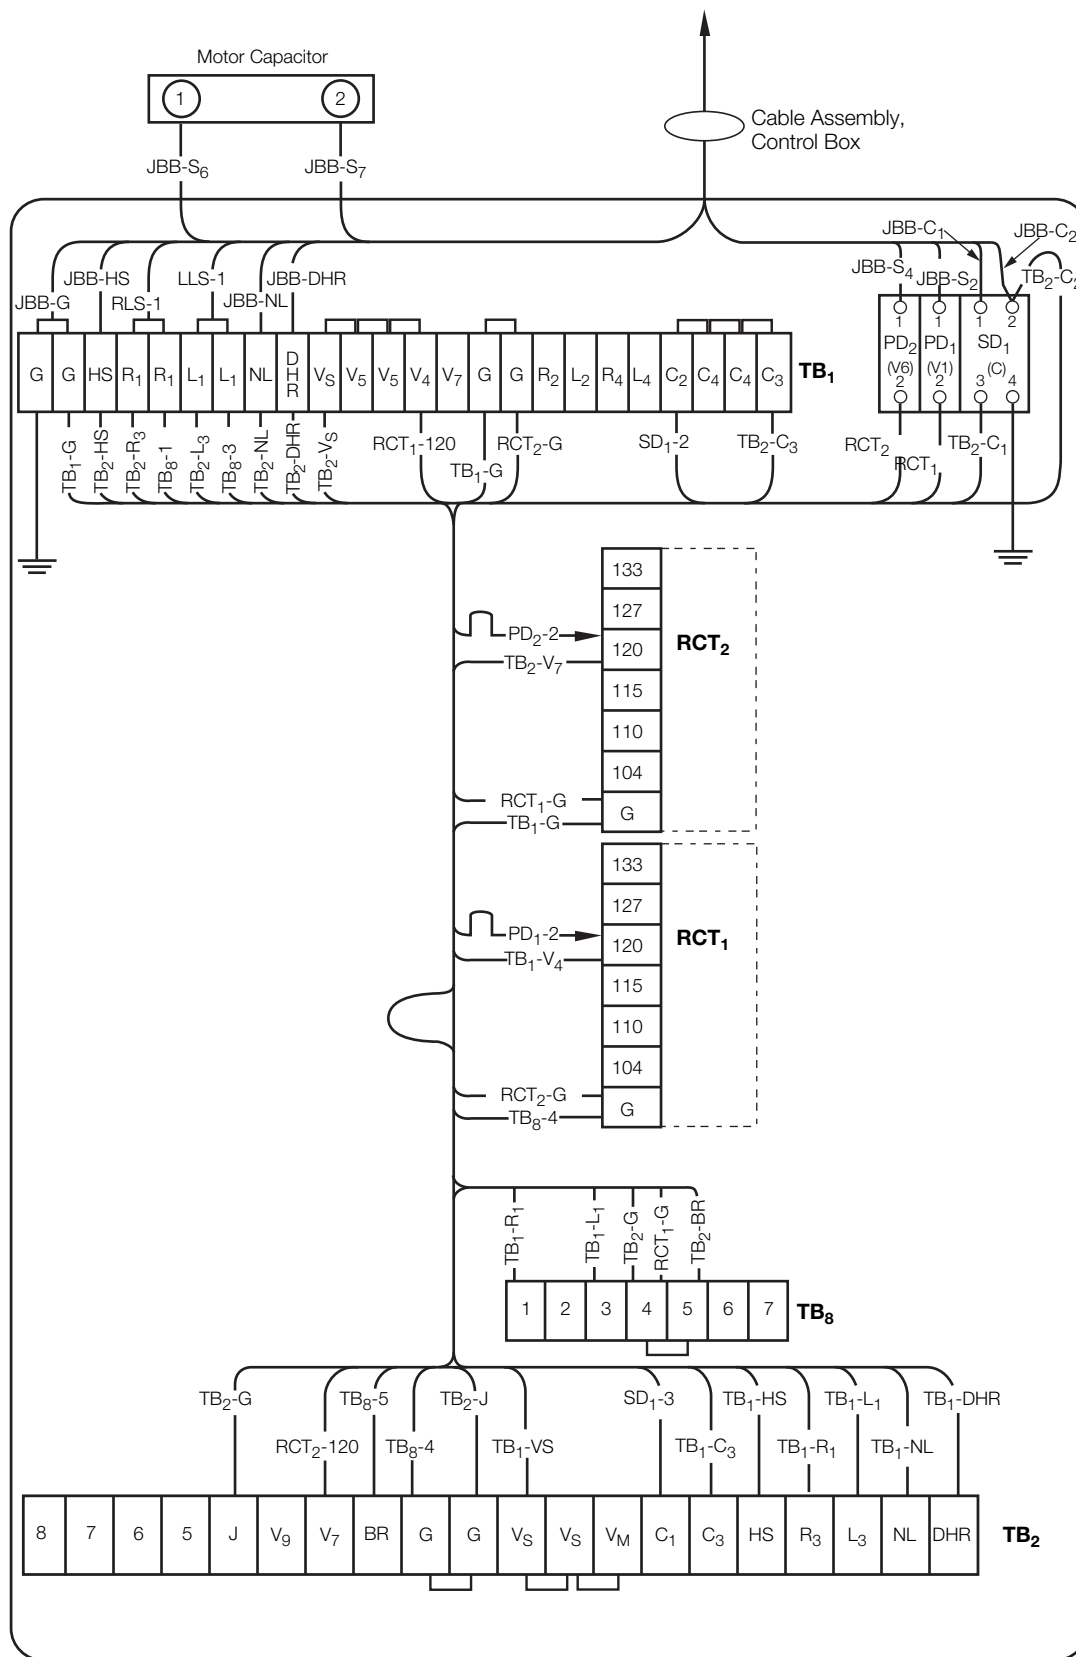 Motor Capacitor
1 2
Cable Assembly,
Control Box
JBB-S6 JBB-S7
JBB-C1 JBB-C2
JBB-G JBB-HS RLS-1 LLS-1 JBB-NL JBB-DHR
JBB-S4 JBB-S2 TB2-C2
G G HS R1 R1 L1 L1 NL DHR VS V5 V5 V4 V7 G G R2 L2 R4 L4 C2 C4 C4 C3 TB1
1 1 1 2
PD2 PD1 SD1
(V6) (V1) (C)
2 2 3 4
TB1-G TB2-HS TB2-R3 TB8-1 TB2-L3 TB8-3 TB2-NL TB2-DHR TB2-VS
RCT1-120 TB1-G RCT2-G SD1-2 TB2-C3
RCT2 RCT1 TB2-C1
133
127
PD2-2 120 RCT2
TB2-V7
115
110
104
RCT1-G
TB1-G G
133
127
PD1-2 120 RCT1
TB1-V4
115
110
104
RCT2-G
TB8-4 G
TB1-R1 TB1-L1 TB2-G RCT1-G TB2-BR
1 2 3 4 5 6 7 TB8
TB2-G TB8-5 TB2-J SD1-3 TB1-HS TB1-L1 TB1-DHR
RCT2-120 TB8-4 TB1-VS TB1-C3 TB1-R1 TB1-NL
8 7 6 5 J V9 V7 BR G G VS VS VM C1 C3 HS R3 L3 NL DHR TB2